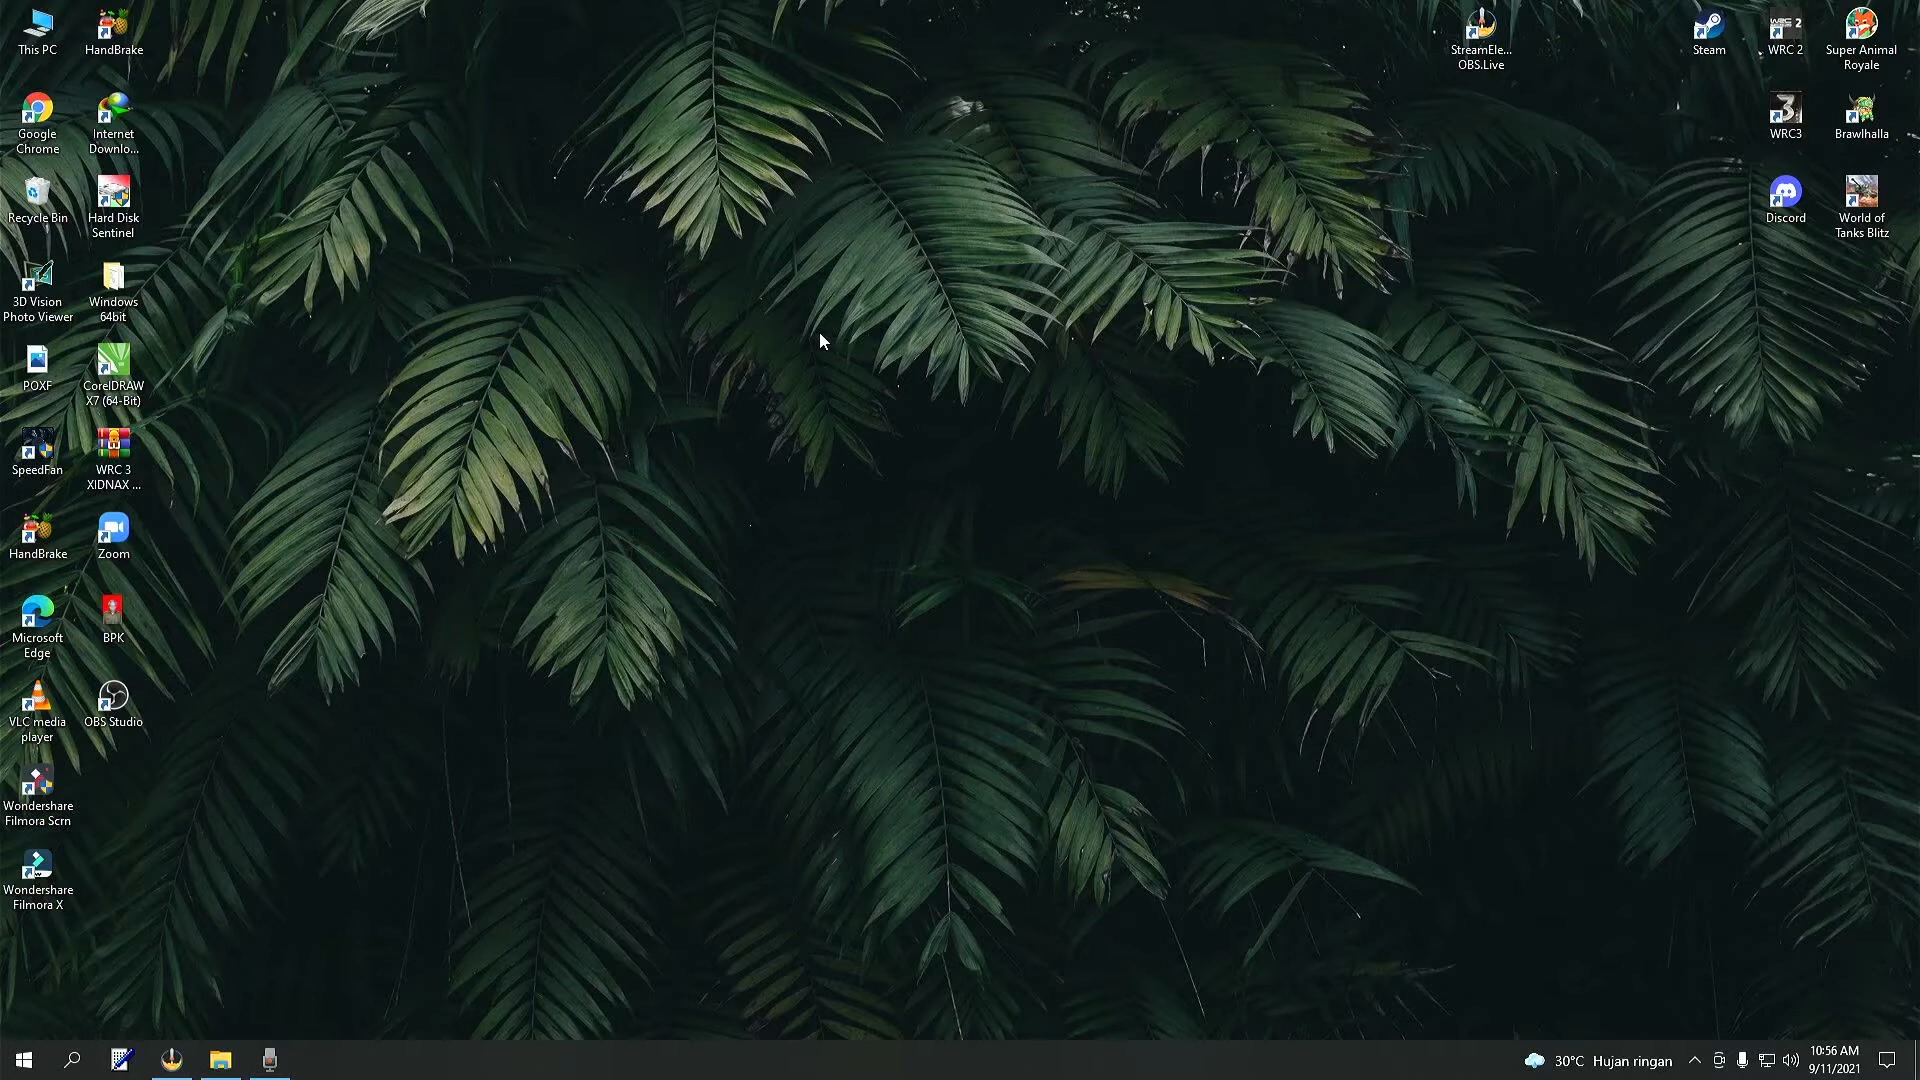 This PC
HandBrake
Google
Chrome
Internet
Downlo...
Recycle Bin
Hard Disk
Sentinel
3D Vision
Photo Viewer
Windows
64bit
POXF
CorelDRAW
X7 (64-Bit)
SpeedFan
WRC 3
XIDNAX ...
HandBrake
Zoom
Microsoft
Edge
BPK
VLC media
player
OBS Studio
Wondershare
Filmora Scrn
Wondershare
Filmora X
StreamEle...
OBS.Live
Steam
WRC 2
WRC 2
Super Animal
Royale
3
WRC3
Brawlhalla
Discord
World of
Tanks Blitz
30°C Hujan ringan
10:56 AM
9/11/2021